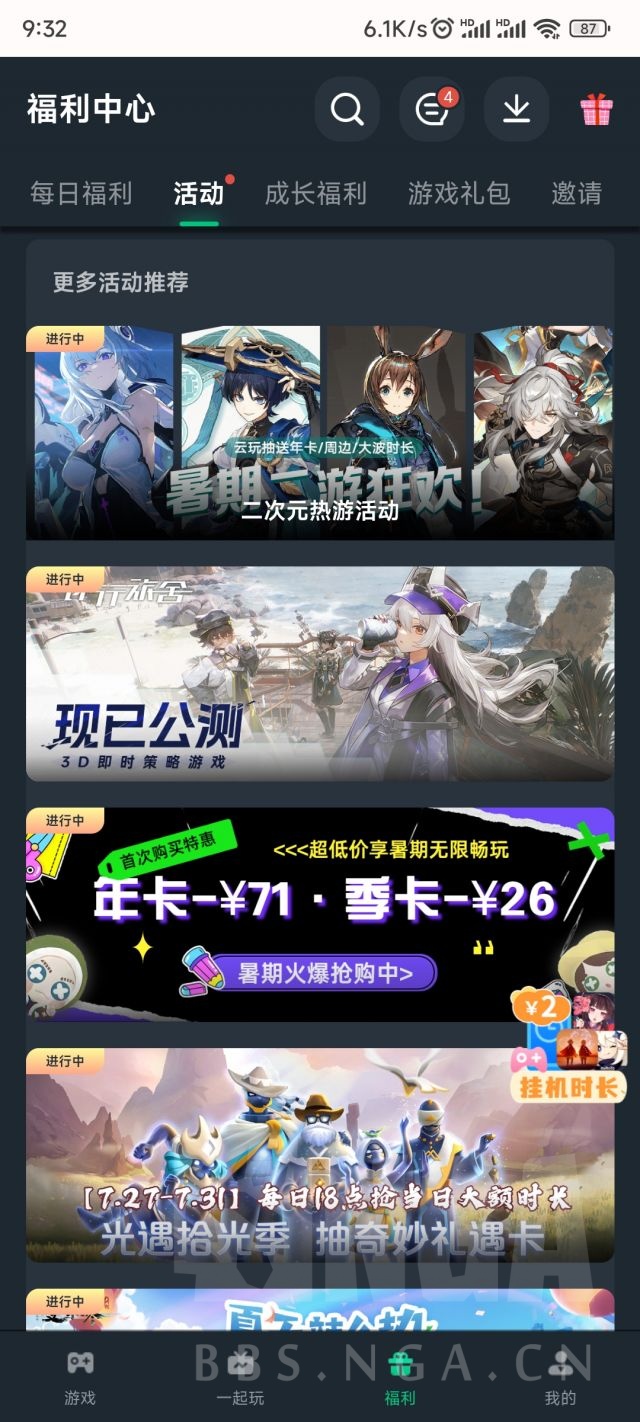 9:32
6.1K/s HD HD 87
福利中心
4
每日福利 活动 成长福利 游戏礼包 邀请
更多活动推荐
进行中
云玩抽送年卡/周边/大波时长
暑期二游狂欢!
二次元热游活动
进行中
旅舍
现已公测
3D即时策略游戏
进行中
首次购买特惠
<<<超低价享暑期无限畅玩
年卡-¥71·季卡-¥26
暑期火爆抢购中>
¥2
挂机时长
进行中
[7.27-7.31] 每日18点抢当日大额时长
光遇拾光季 抽奇妙礼遇卡
进行中
NGA
BBS.NGA.CN
游戏 一起玩 福利 我的